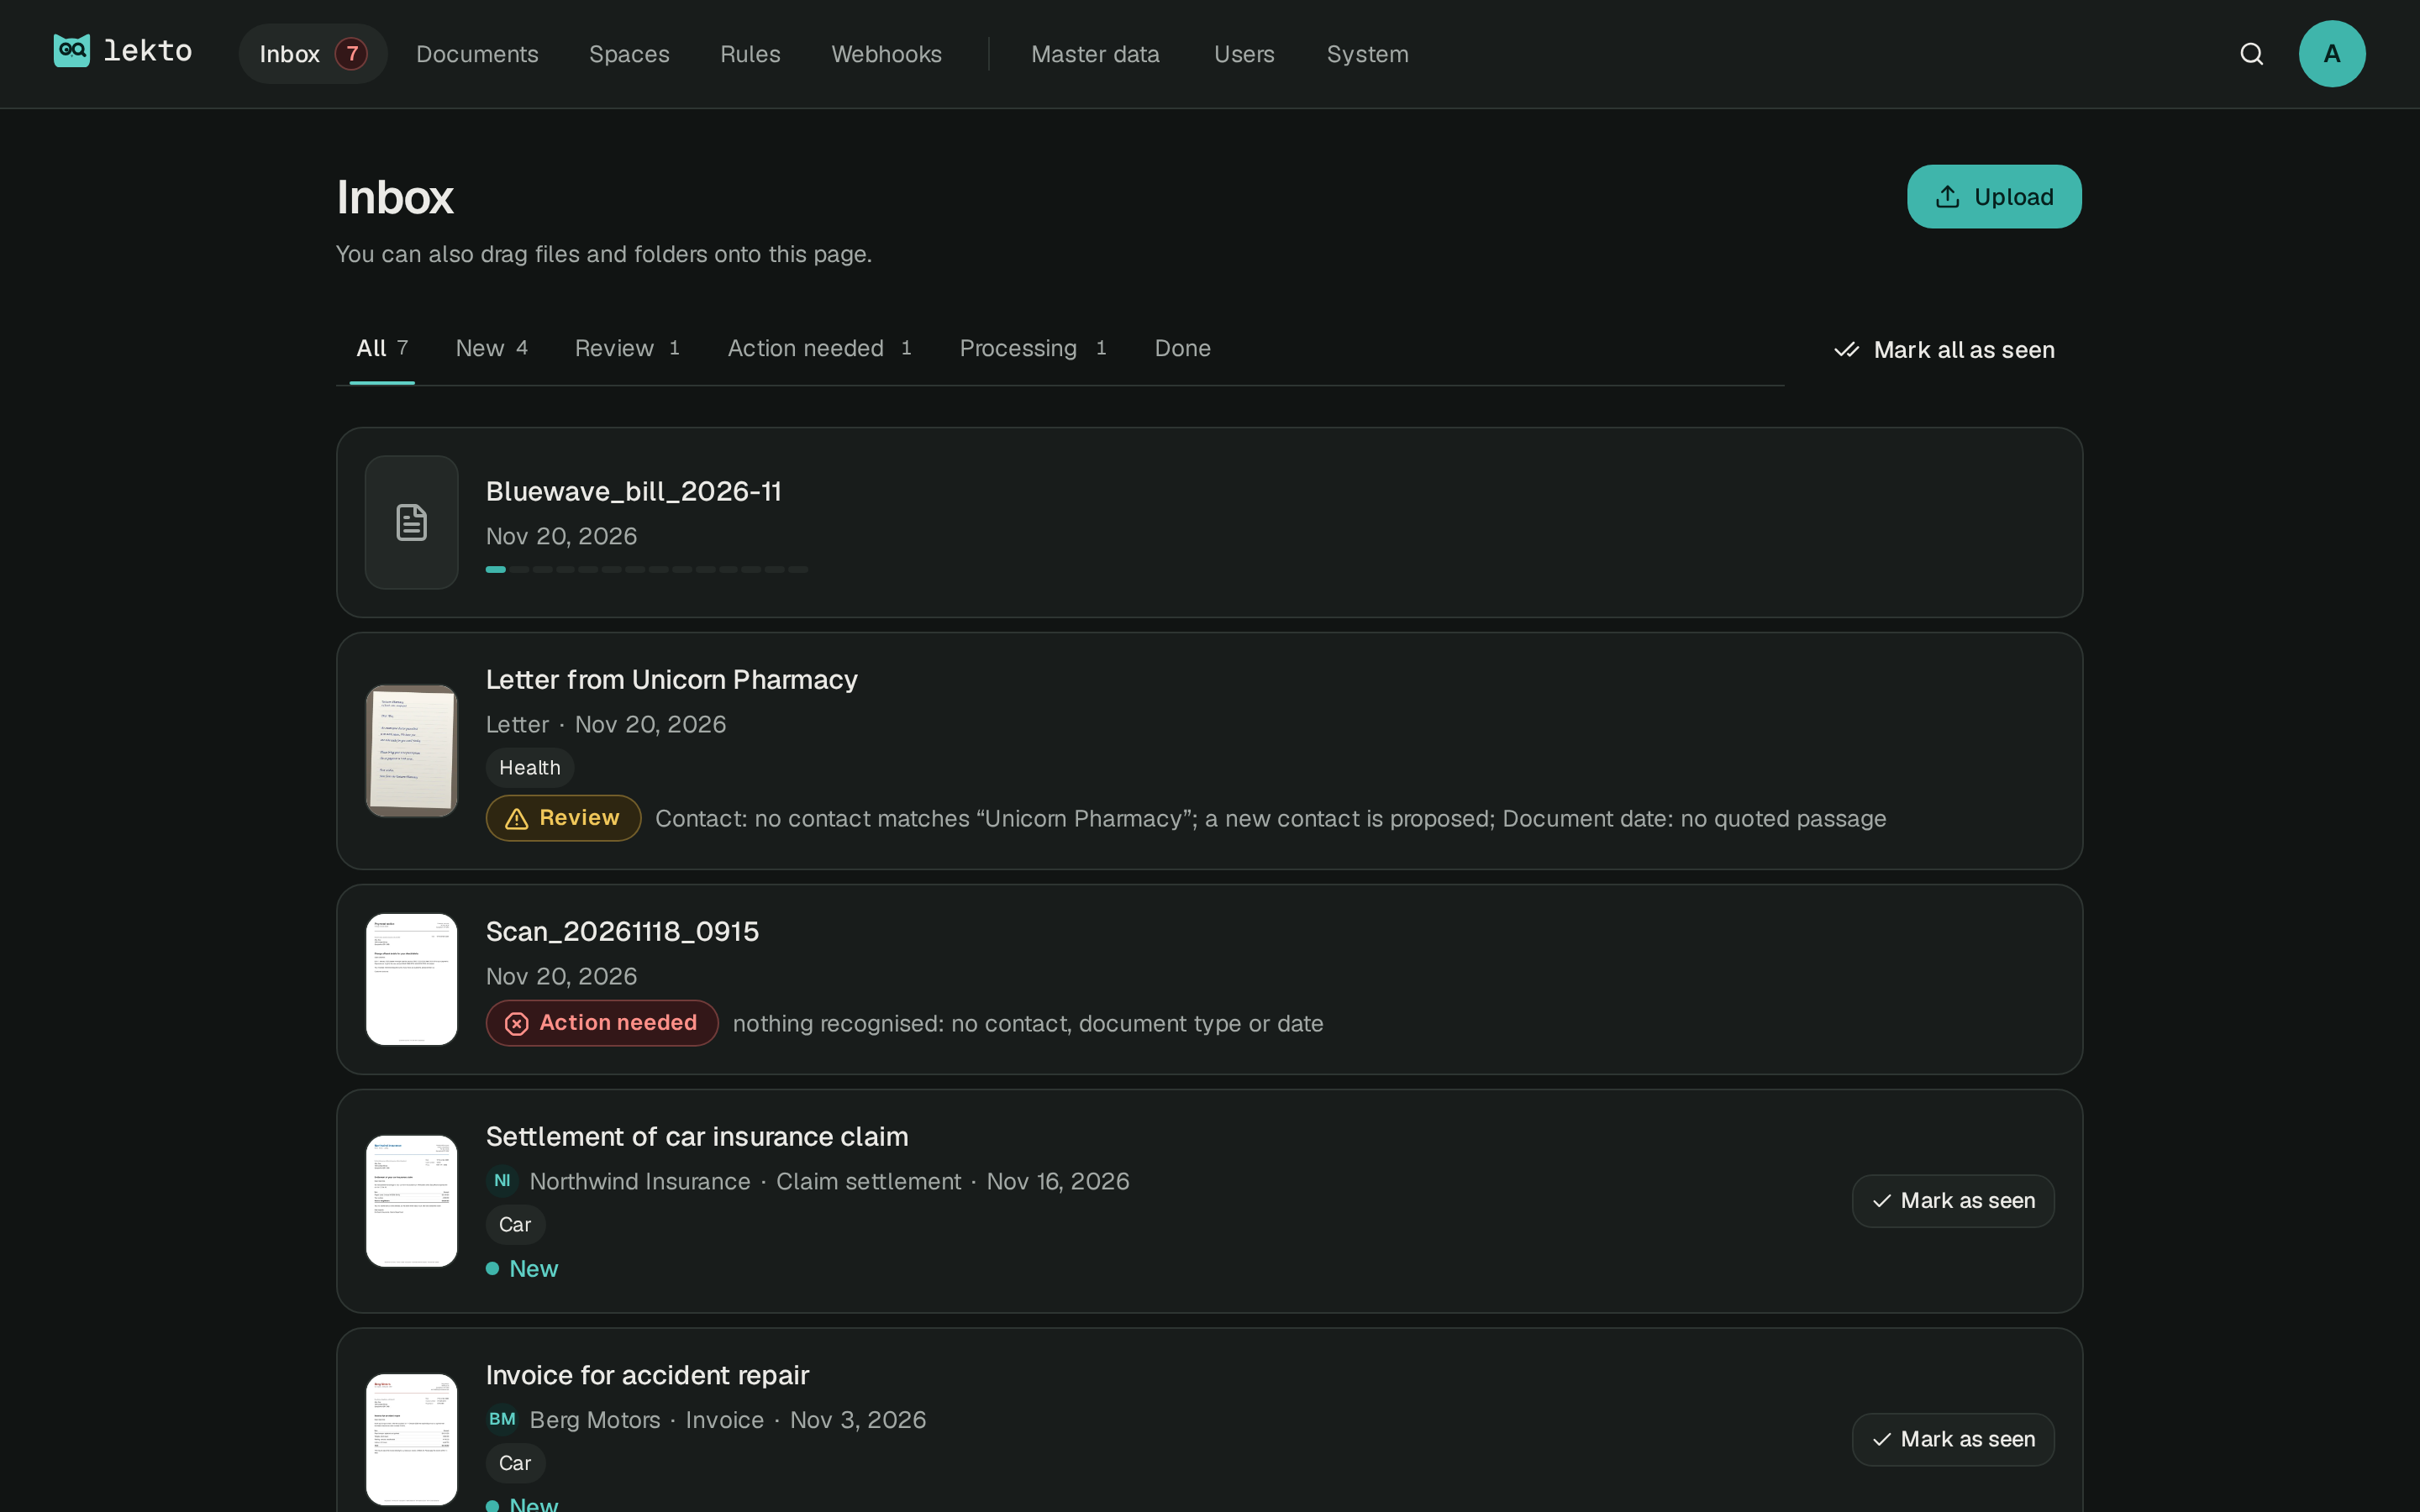 lekto
Inbox 7
Documents
Spaces
Rules
Webhooks
Master data
Users
System
A
Inbox
Upload
You can also drag files and folders onto this page.
All 7
New 4
Review 1
Action needed 1
Processing 1
Done
Mark all as seen
Bluewave_bill_2026-11
Nov 20, 2026
Letter from Unicorn Pharmacy
Letter · Nov 20, 2026
Health
Review Contact: no contact matches “Unicorn Pharmacy”; a new contact is proposed; Document date: no quoted passage
Scan_20261118_0915
Nov 20, 2026
Action needed nothing recognised: no contact, document type or date
Settlement of car insurance claim
NI Northwind Insurance · Claim settlement · Nov 16, 2026
Mark as seen
Car
New
Invoice for accident repair
BM Berg Motors · Invoice · Nov 3, 2026
Mark as seen
Car
New